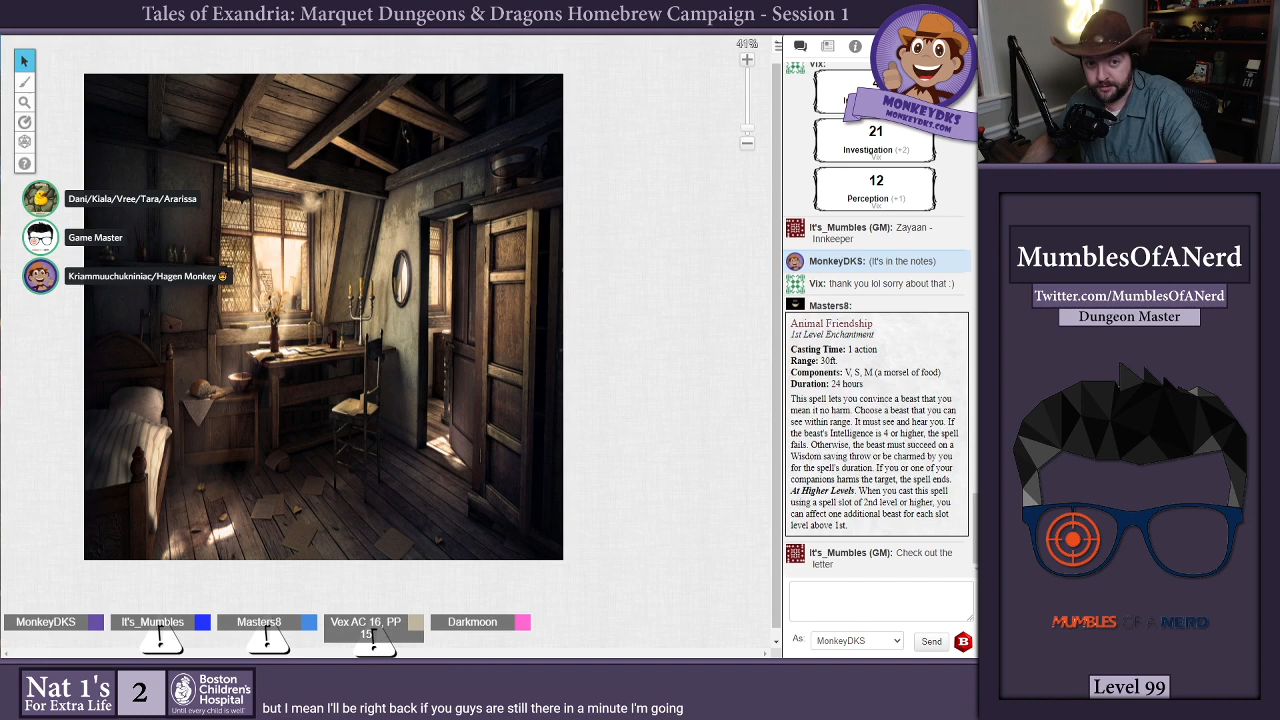 Tales of Exandria: Marquet Dungeons & Dragons Homebrew Campaign - Session 1
41%
Dani/Kiala/Vree/Tara/Ararissa
Game Master
Kriammuuchukniniac/Hagen Monkey
Vix:
MONKEYDKS
MONKEYDKS.COM
21
Investigation (+2)
Vix
12
Perception (+1)
Vix
It's_Mumbles (GM): Zayaan -
Innkeeper
MonkeyDKS: (It's in the notes)
Vix: thank you lol sorry about that :)
Masters8:
Animal Friendship
1st Level Enchantment
Casting Time: 1 action
Range: 30ft.
Components: V, S, M (a morsel of food)
Duration: 24 hours
This spell lets you convince a beast that you
mean it no harm. Choose a beast that you can
see within range. It must see and hear you. If
the beast's Intelligence is 4 or higher, the spell
fails. Otherwise, the beast must succeed on a
Wisdom saving throw or be charmed by you
for the spell's duration. If you or one of your
companions harms the target, the spell ends.
At Higher Levels. When you cast this spell
using a spell slot of 2nd level or higher, you
can affect one additional beast for each slot
level above 1st.
It's_Mumbles (GM): Check out the
letter
As:
MonkeyDKS
Send
B
MonkeyDKS
It's_Mumbles
Masters8
Vex AC 16, PP
15
Darkmoon
MumblesOfANerd
Twitter.com/MumblesOfANerd
Dungeon Master
MUMBLES OF A NERD
Level 99
Nat 1's
For Extra Life
2
Boston
Children's
Hospital
Until every child is well
but I mean I'll be right back if you guys are still there in a minute I'm going